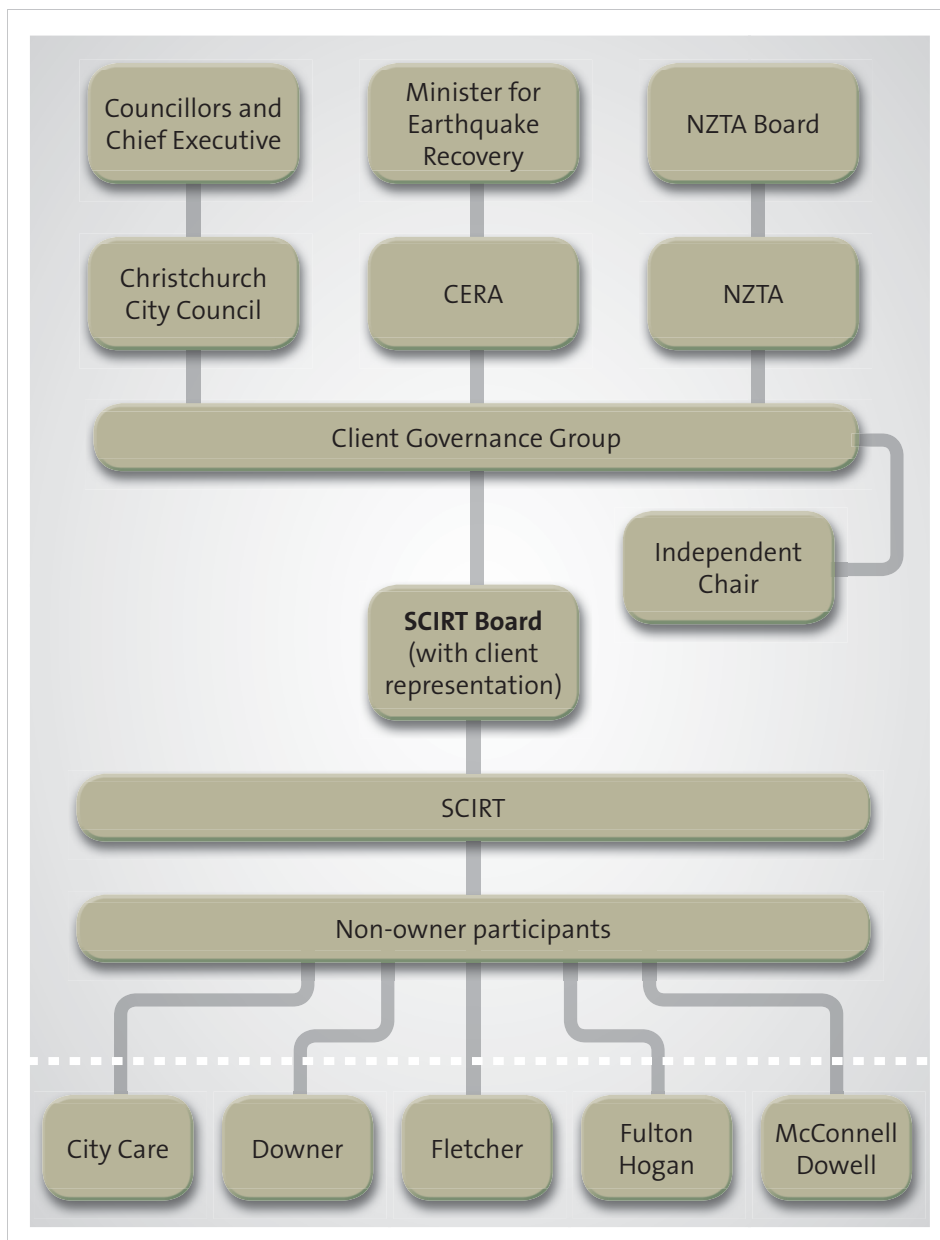 Councillors and
Chief Executive
Minister for
Earthquake
Recovery
NZTA Board
Christchurch
City Council
CERA
NZTA
Client Governance Group
Independent
Chair
SCIRT Board
(with client
representation)
SCIRT
Non-owner participants
City Care
Downer
Fletcher
Fulton
Hogan
McConnell
Dowell